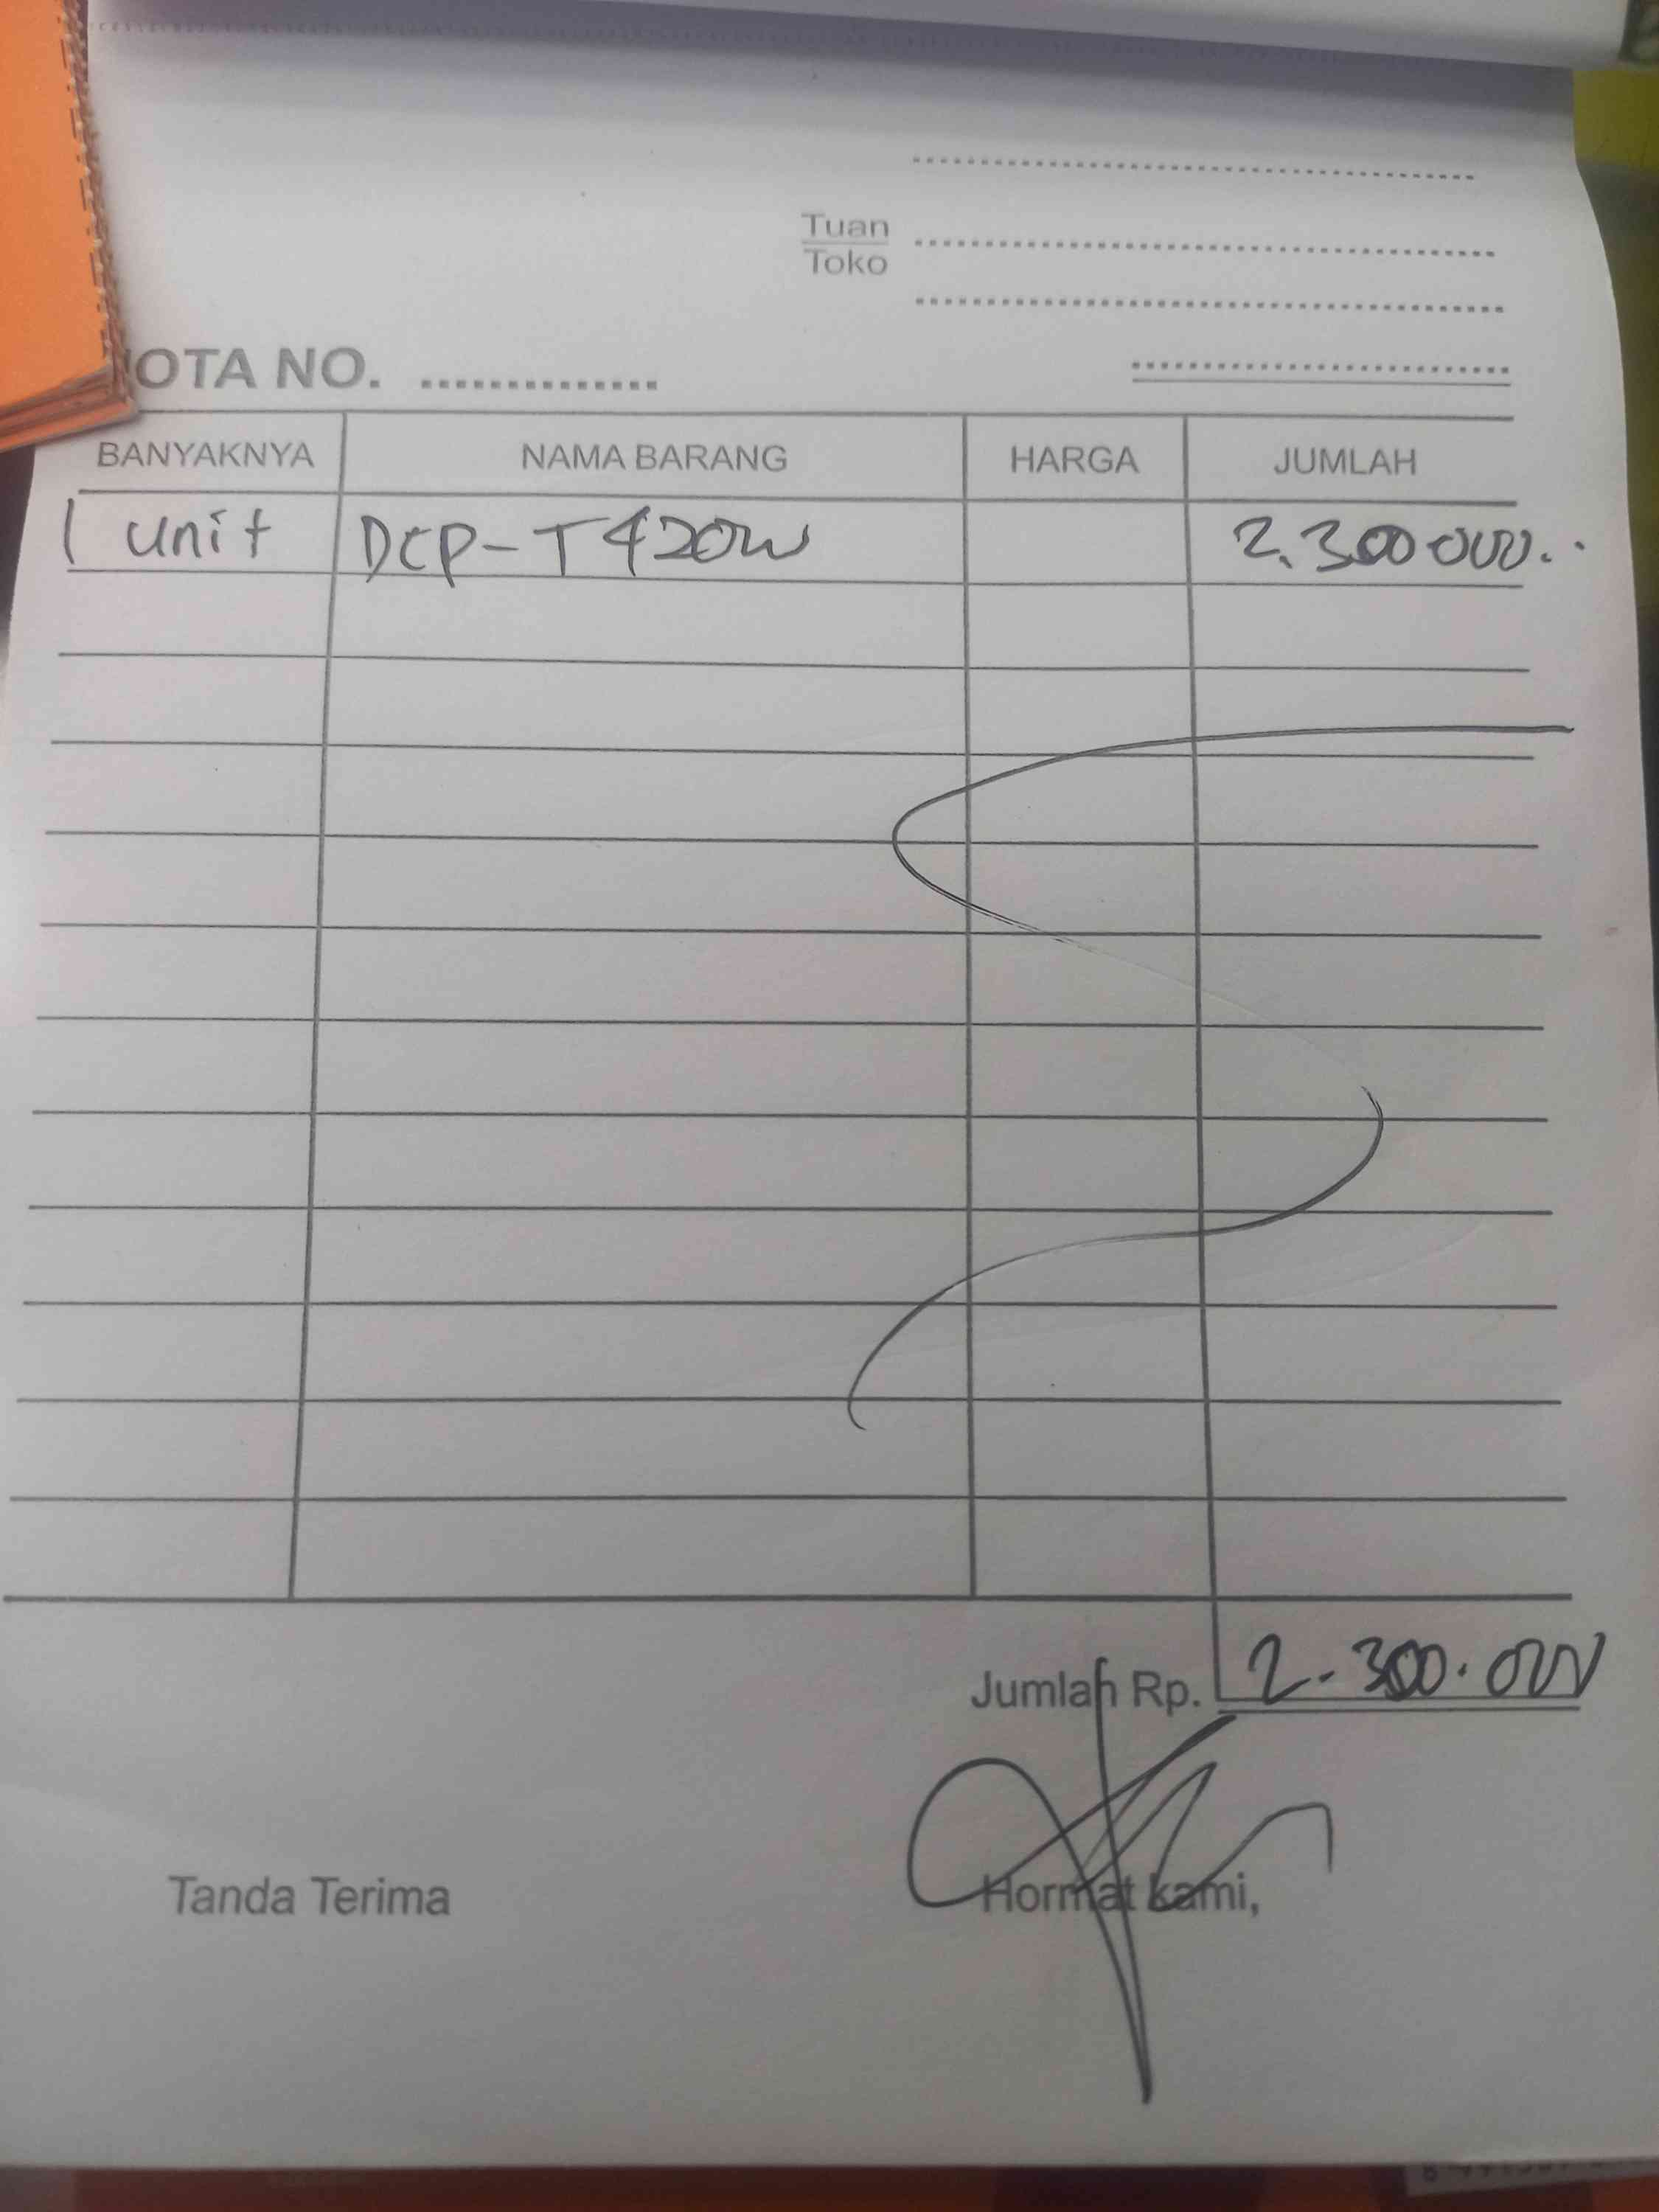 Tuan
Toko
OTA NO. ..............
BANYAKNYA NAMA BARANG HARGA JUMLAH
1 unit DCP-T420W 2.300.000..
Jumlah Rp. 2.300.000
Tanda Terima Hormat kami,